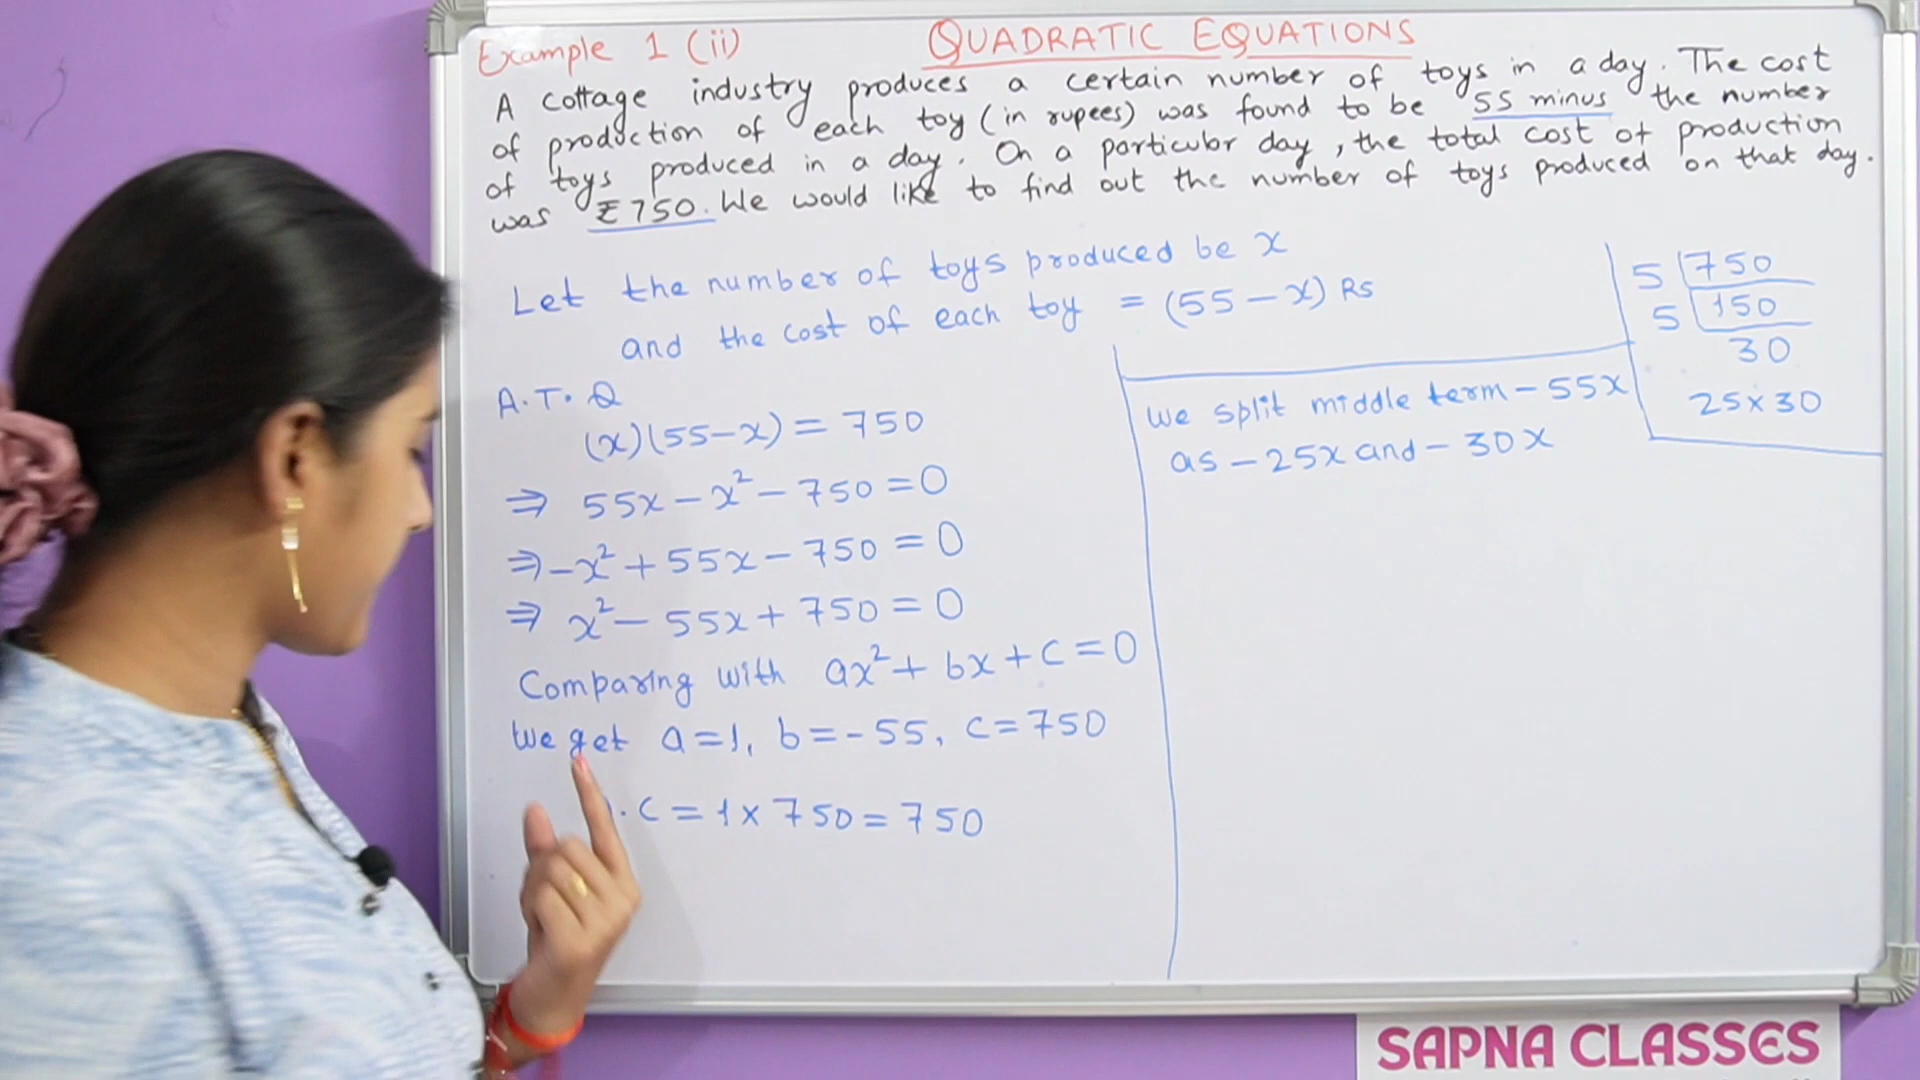 Example 1 (ii)
QUADRATIC EQUATIONS
A cottage industry produces a certain number of toys in a day. The cost
of production of each toy (in rupees) was found to be 55 minus the number
of toys produced in a day. On a particular day, the total cost of production
was ₹750. We would like to find out the number of toys produced on that day.
Let the number of toys produced be x
and the cost of each toy = (55 - x) Rs
A.T.Q
(x)(55-x) = 750
⇒ 55x - x² - 750 = 0
⇒ -x² + 55x - 750 = 0
⇒ x² - 55x + 750 = 0
Comparing with ax² + bx + c = 0
We get a = 1, b = -55, c = 750
. c = 1 x 750 = 750
We split middle term - 55x
as - 25x and - 30x
5 750
5 150
30
25 x 30
SAPNA CLASSES